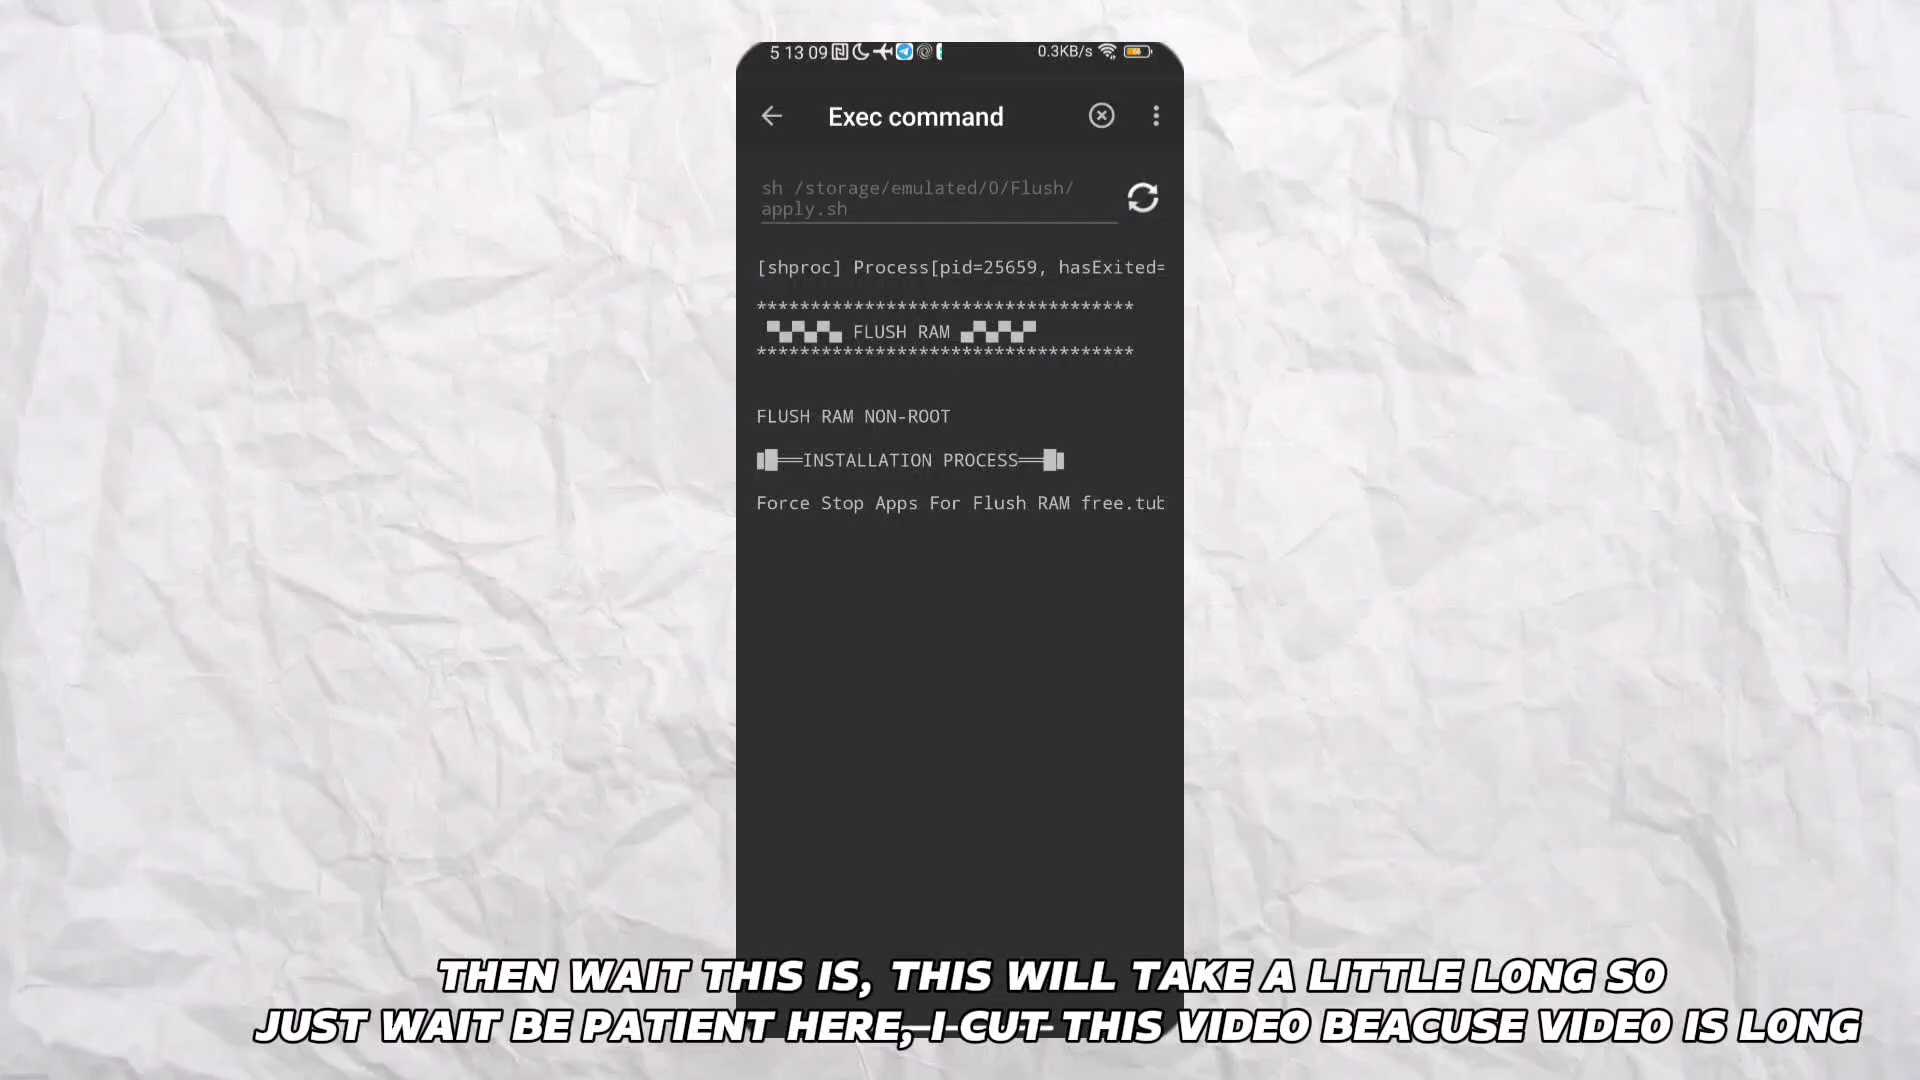 5 13 09
0.3KB/s
66
Exec command
sh /storage/emulated/0/Flush/
apply.sh
[shproc] Process[pid=25659, hasExited=
***********************************
FLUSH RAM
***********************************
FLUSH RAM NON-ROOT
INSTALLATION PROCESS
Force Stop Apps For Flush RAM free.tub
THEN WAIT THIS IS, THIS WILL TAKE A LITTLE LONG SO
JUST WAIT BE PATIENT HERE, I CUT THIS VIDEO BEACUSE VIDEO IS LONG